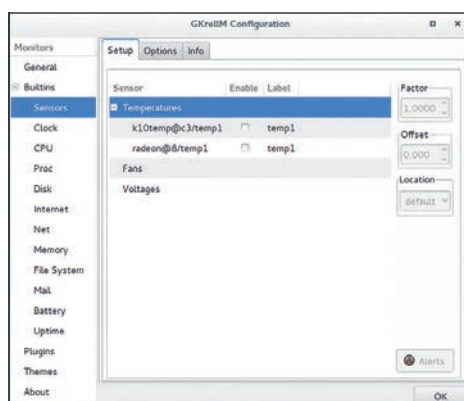 GKrellM Configuration
Monitors
General
Builtins
Sensors
Clock
CPU
Proc
Disk
Internet
Net
Memory
File System
Mail
Battery
Uptime
Plugins
Themes
About
Setup Options Info
Sensor Enable Label
Temperatures
k10temp@c3/temp1 temp1
radeon@8/temp1 temp1
Fans
Voltages
Factor
1.0000
Offset
0.000
Location
default
Alerts
OK